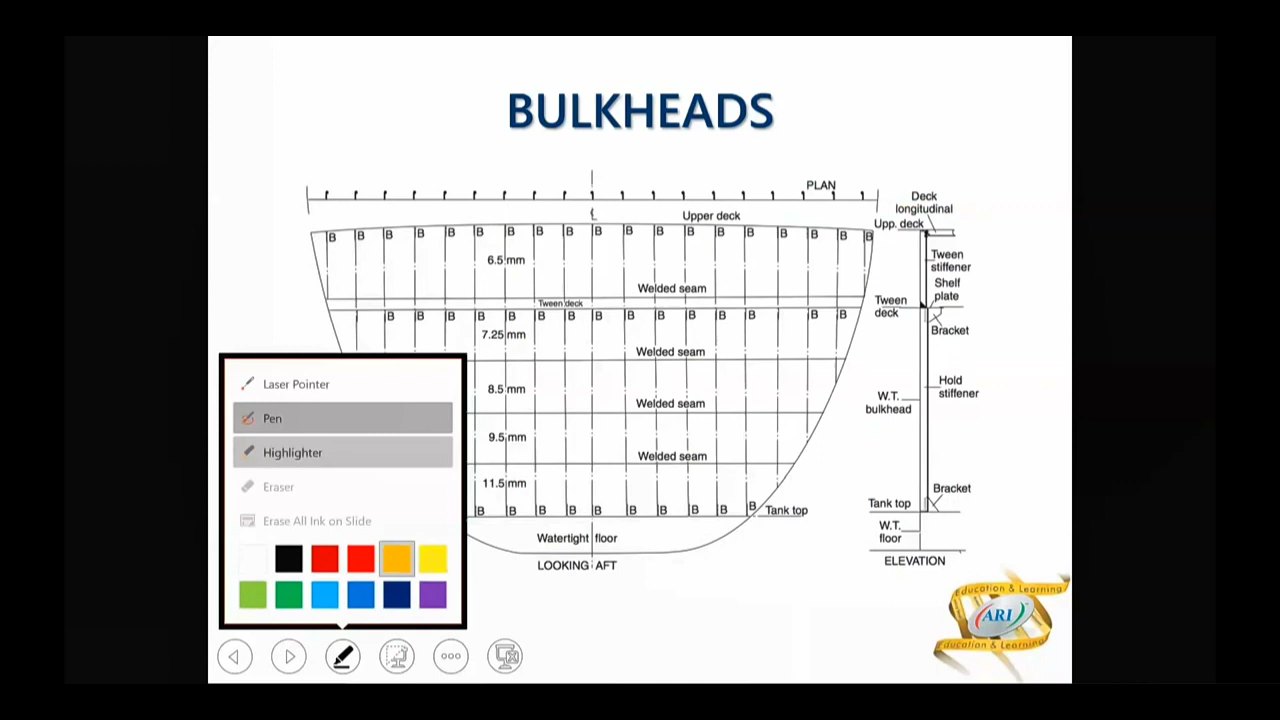 BULKHEADS
PLAN
Deck
longitudinal
℄
Upper deck
Upp. deck
B B B B B B B B B B B B B B B B B B B
6.5 mm
Tween
stiffener
Welded seam
Shelf
plate
Tween deck
Tween
deck
B B B B B B B B B B B B B B B
Bracket
7.25 mm
Welded seam
8.5 mm
Hold
stiffener
W.T.
bulkhead
Welded seam
9.5 mm
Welded seam
11.5 mm
Bracket
B B B B B B B B B B
Tank top
Tank top
W.T.
floor
Watertight floor
LOOKING AFT
ELEVATION
Laser Pointer
Pen
Highlighter
Eraser
Erase All Ink on Slide
Education & Learning
ARI
Education & Learning